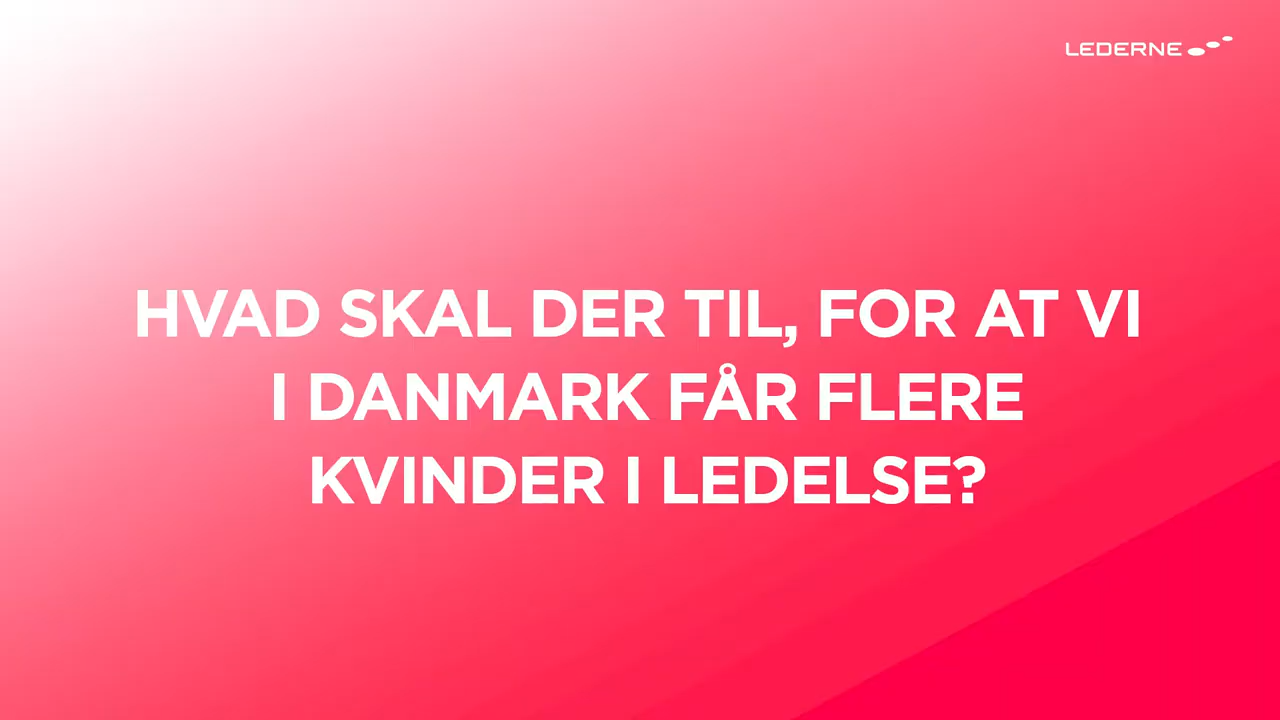 LEDERNE
HVAD SKAL DER TIL, FOR AT VI
I DANMARK FÅR FLERE
KVINDER I LEDELSE?